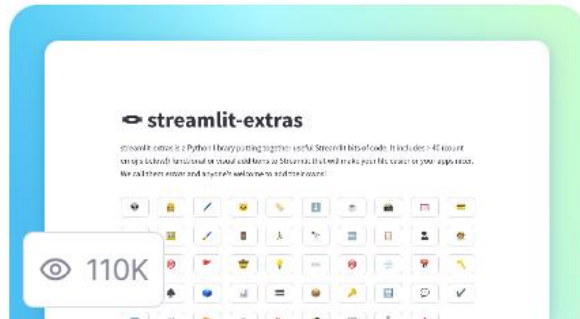 streamlit-extras
streamlit-extras is a Python library putting together useful Streamlit bits of code. It includes > 40 (count
emojis below!) functional or visual additions to Streamlit that will make your life easier or your apps nicer.
We call them extras and anyone's welcome to add their owns!
110K